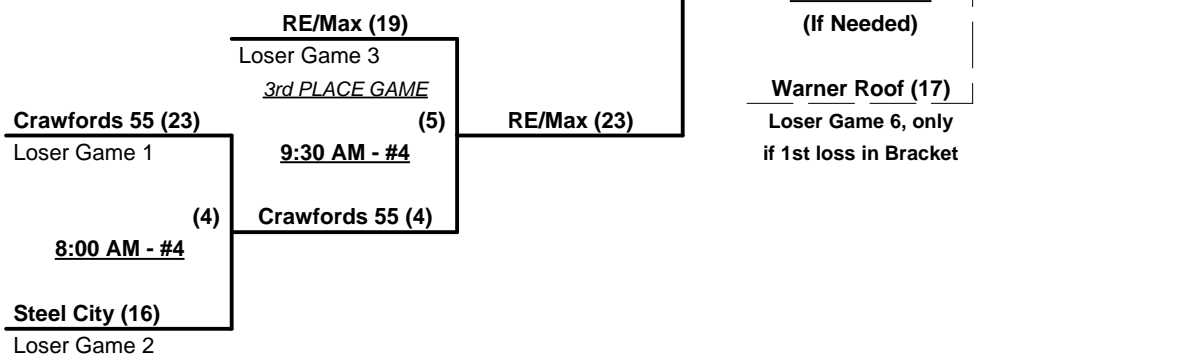 RE/Max (19)
(If Needed)
Loser Game 3
3rd PLACE GAME
Warner Roof (17)
Crawfords 55 (23)
(5)
RE/Max (23)
Loser Game 6, only
Loser Game 1
9:30 AM - #4
if 1st loss in Bracket
(4)
Crawfords 55 (4)
8:00 AM - #4
Steel City (16)
Loser Game 2